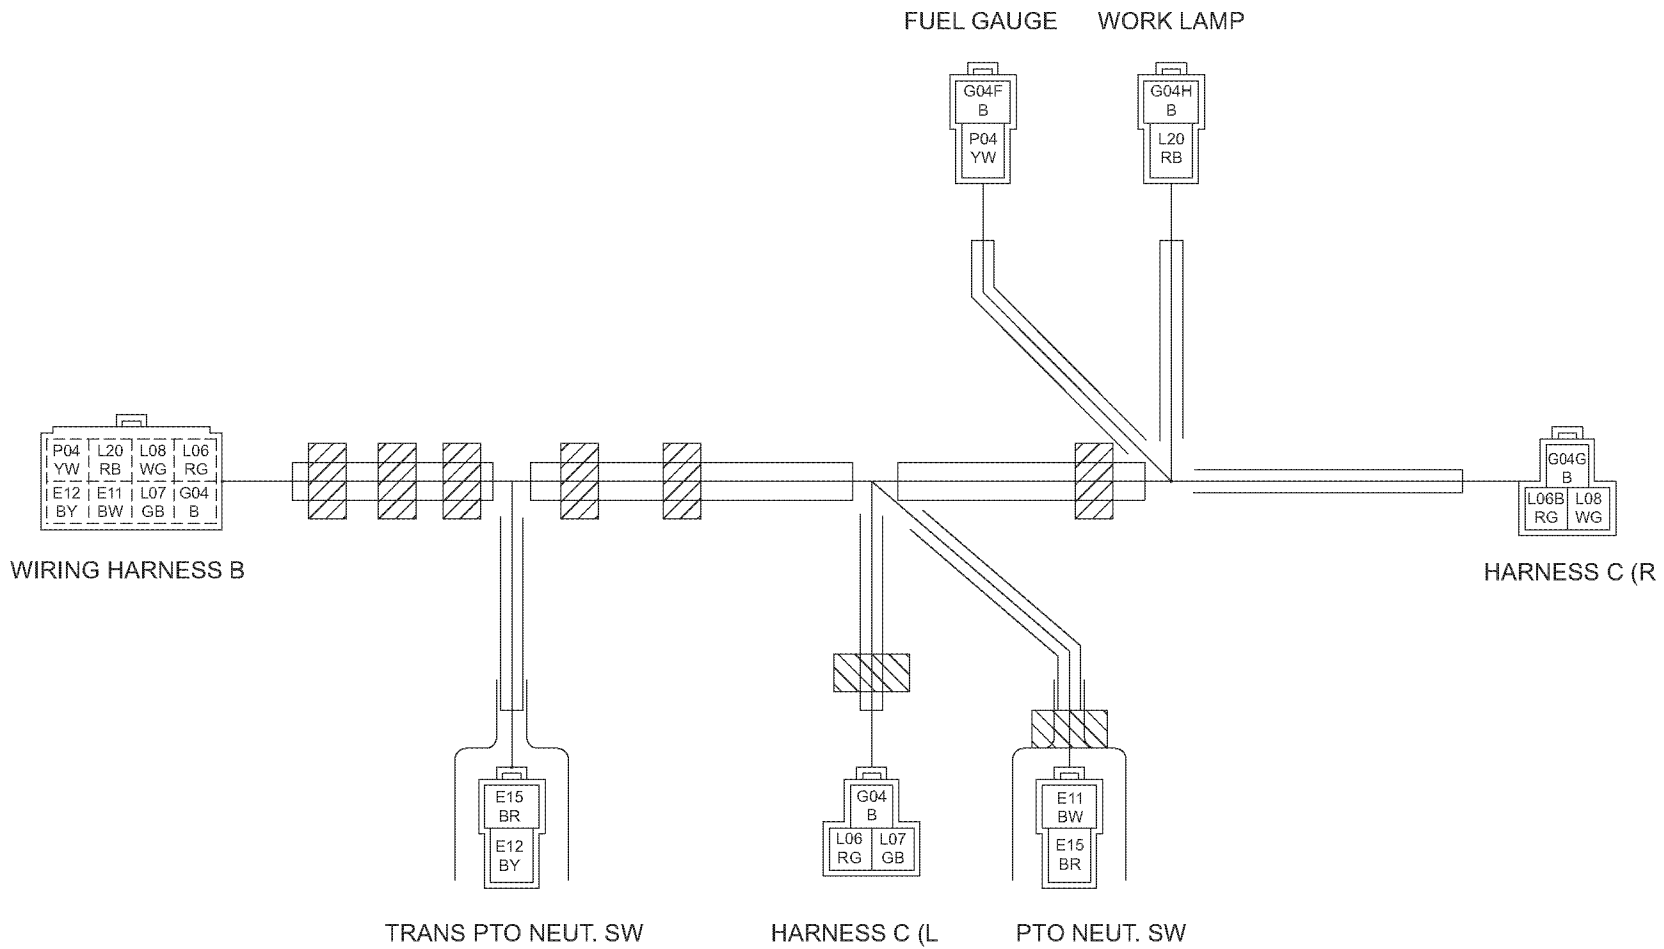 FUEL GAUGE
WORK LAMP
G04F
B
P04
YW
G04H
B
L20
RB
P04
YW
L20
RB
L08
WG
L06
RG
E12
BY
E11
BW
L07
GB
G04
B
WIRING HARNESS B
G04G
B
L06B
RG
L08
WG
HARNESS C (R
E15
BR
E12
BY
TRANS PTO NEUT. SW
G04
B
L06
RG
L07
GB
HARNESS C (L
E11
BW
E15
BR
PTO NEUT. SW